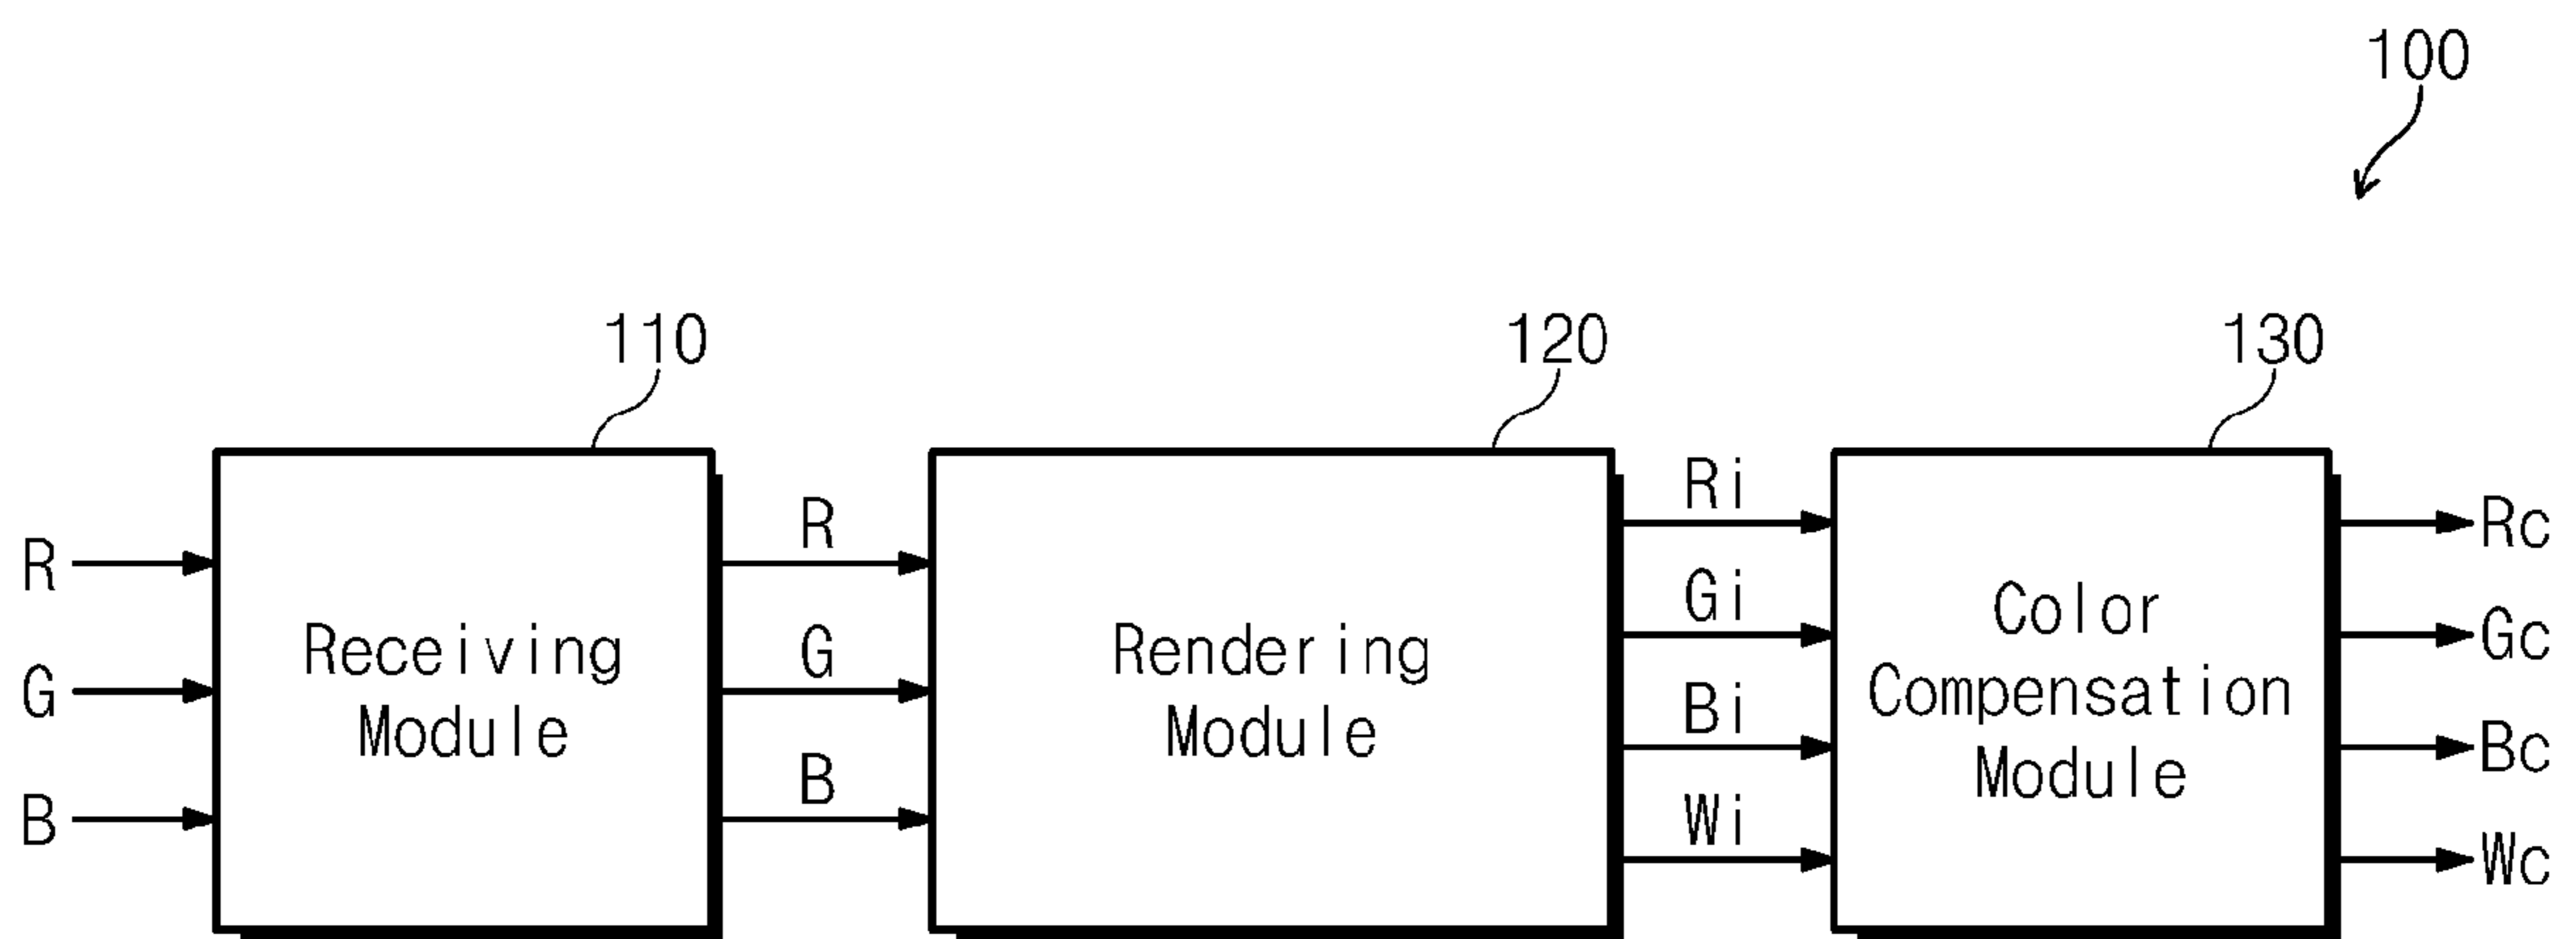 100
110
120
130
R
G
B
Receiving
Module
R
G
B
Rendering
Module
Ri
Gi
Bi
Wi
Color
Compensation
Module
Rc
Gc
Bc
Wc